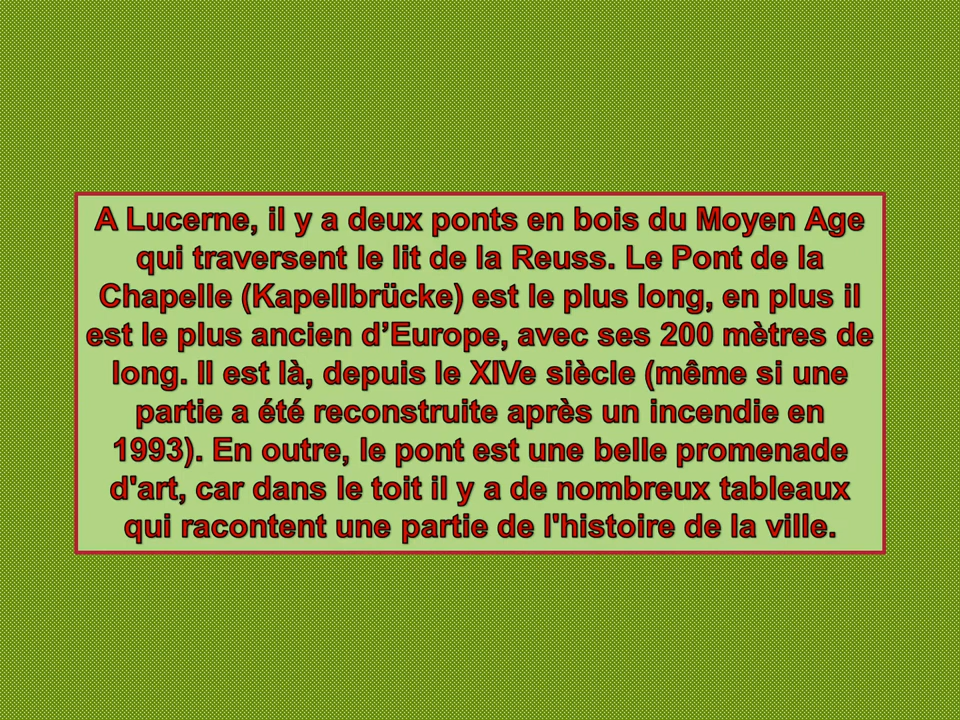 A Lucerne, il y a deux ponts en bois du Moyen Age
qui traversent le lit de la Reuss. Le Pont de la
Chapelle (Kapellbrücke) est le plus long, en plus il
est le plus ancien d’Europe, avec ses 200 mètres de
long. Il est là, depuis le XIVe siècle (même si une
partie a été reconstruite après un incendie en
1993). En outre, le pont est une belle promenade
d'art, car dans le toit il y a de nombreux tableaux
qui racontent une partie de l'histoire de la ville.